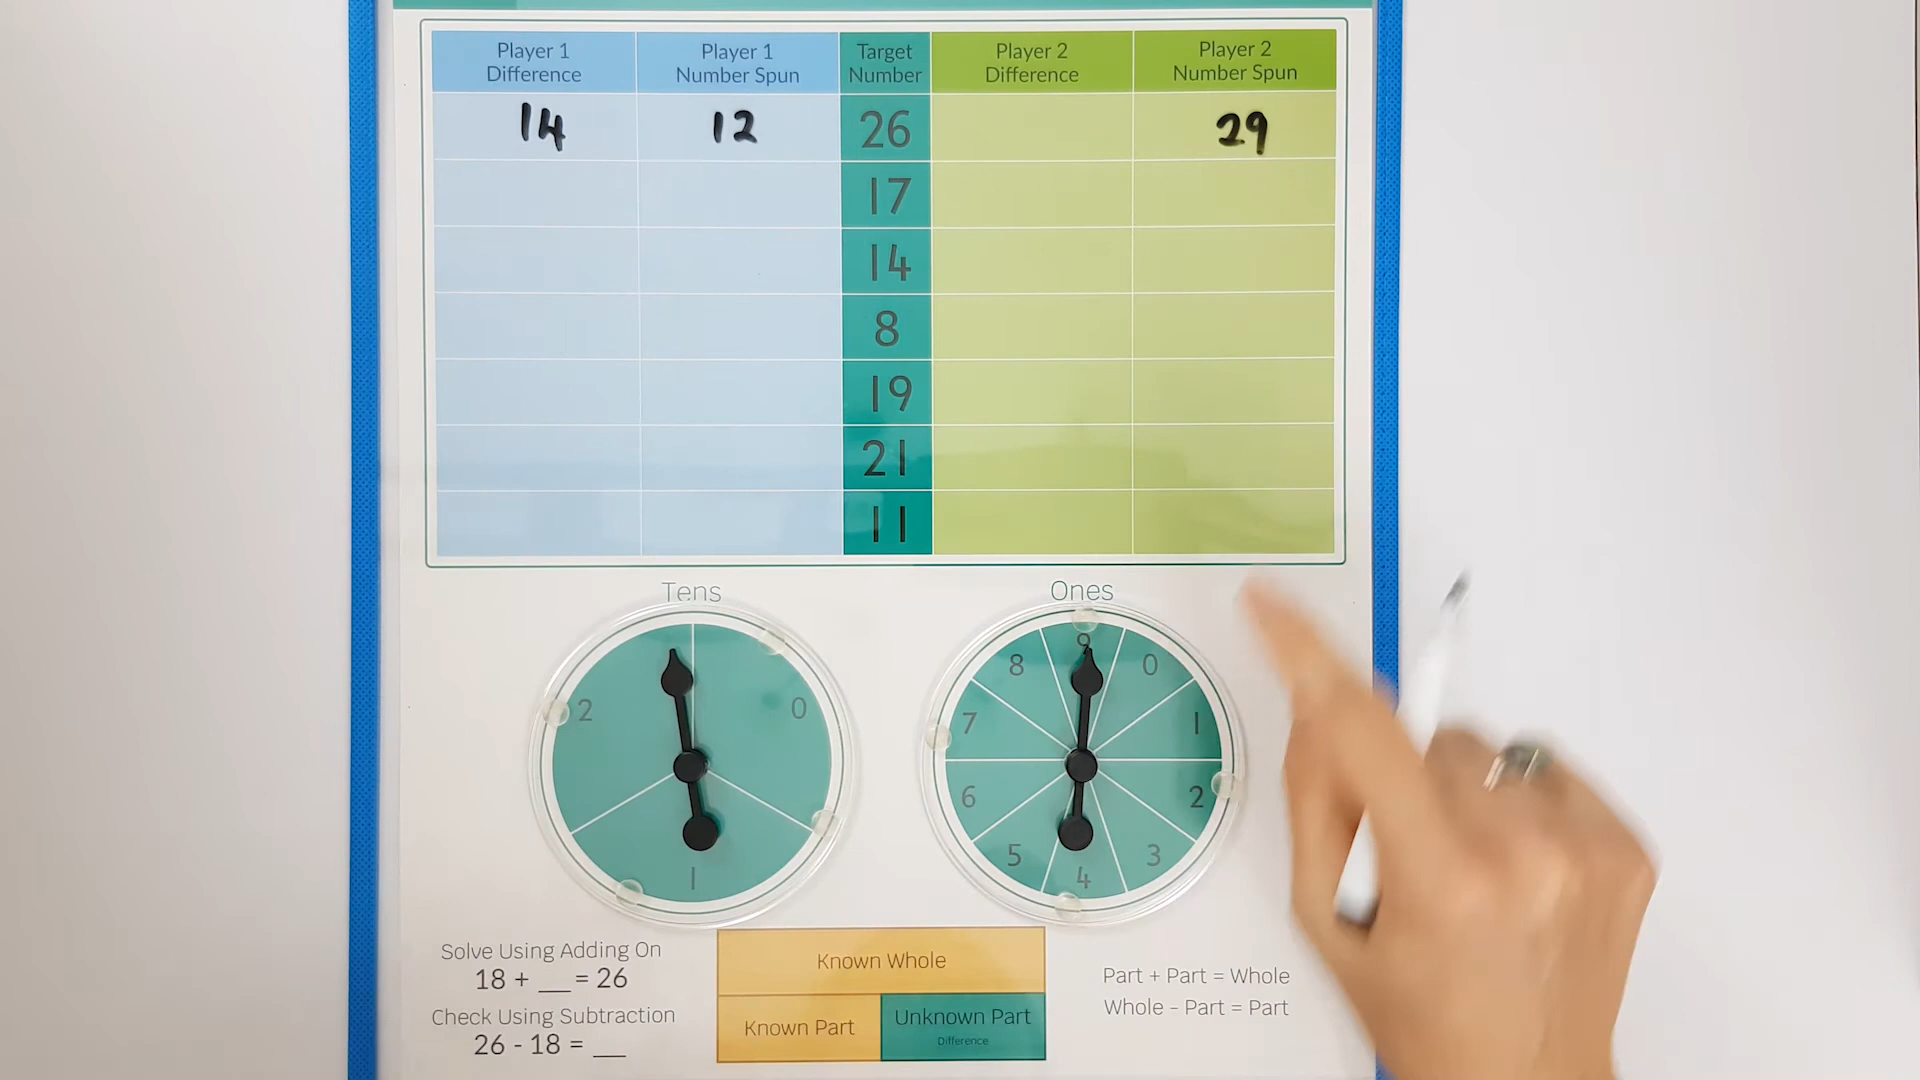 Player 1
Difference
Player 1
Number Spun
Target
Number
Player 2
Difference
Player 2
Number Spun
14 12 26 29
17
14
8
19
21
11
Tens
2 0
1
Ones
9
8 0
7 1
6 2
5 3
4
Solve Using Adding On
18 + __ = 26
Check Using Subtraction
26 - 18 = __
Known Whole
Known Part
Unknown Part
Difference
Part + Part = Whole
Whole - Part = Part